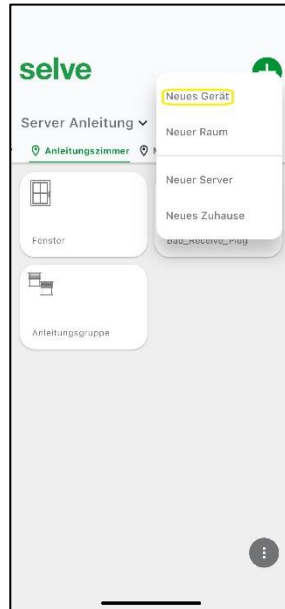 selve
Neues Gerät
Server Anleitung
Neuer Raum
Anleitungszimmer
Neuer Server
Neues Zuhause
Fenster
Bad_Receive_Plug
Anleitungsgruppe